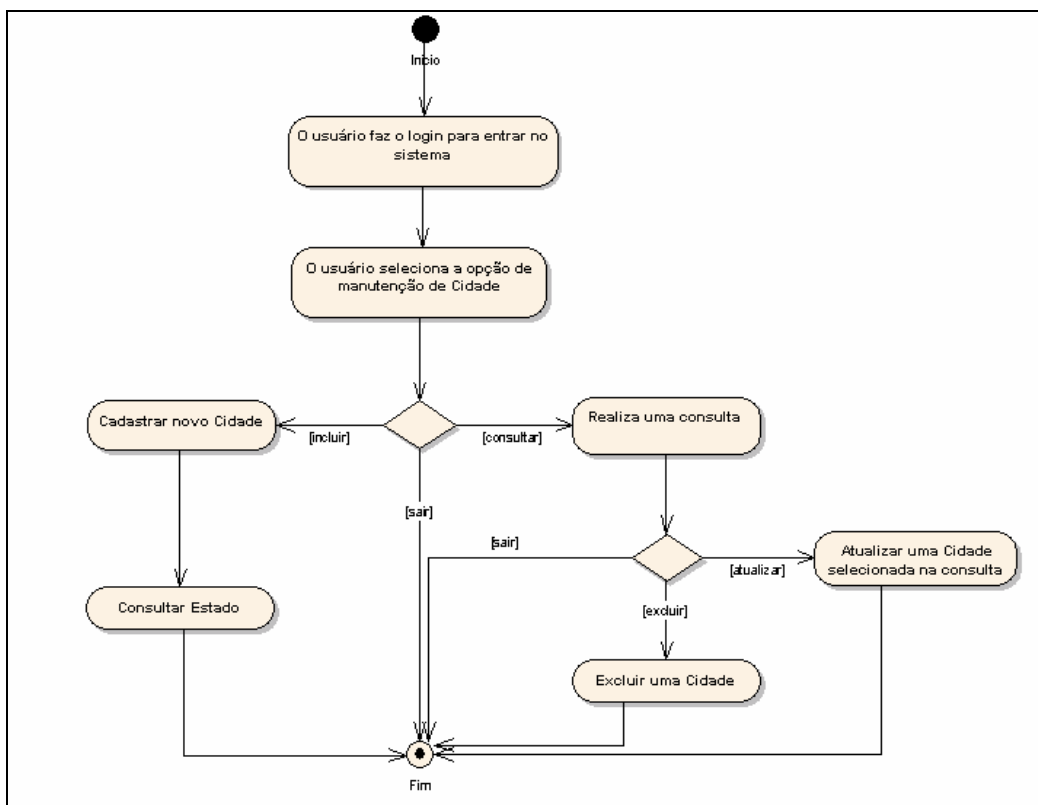 Início
O usuário faz o login para entrar no
sistema
O usuário seleciona a opção de
manutenção de Cidade
Cadastrar novo Cidade
[incluir]
[consultar]
Realiza uma consulta
[sair]
[sair]
[atualizar]
Atualizar uma Cidade
selecionada na consulta
[excluir]
Consultar Estado
Excluir uma Cidade
Fim